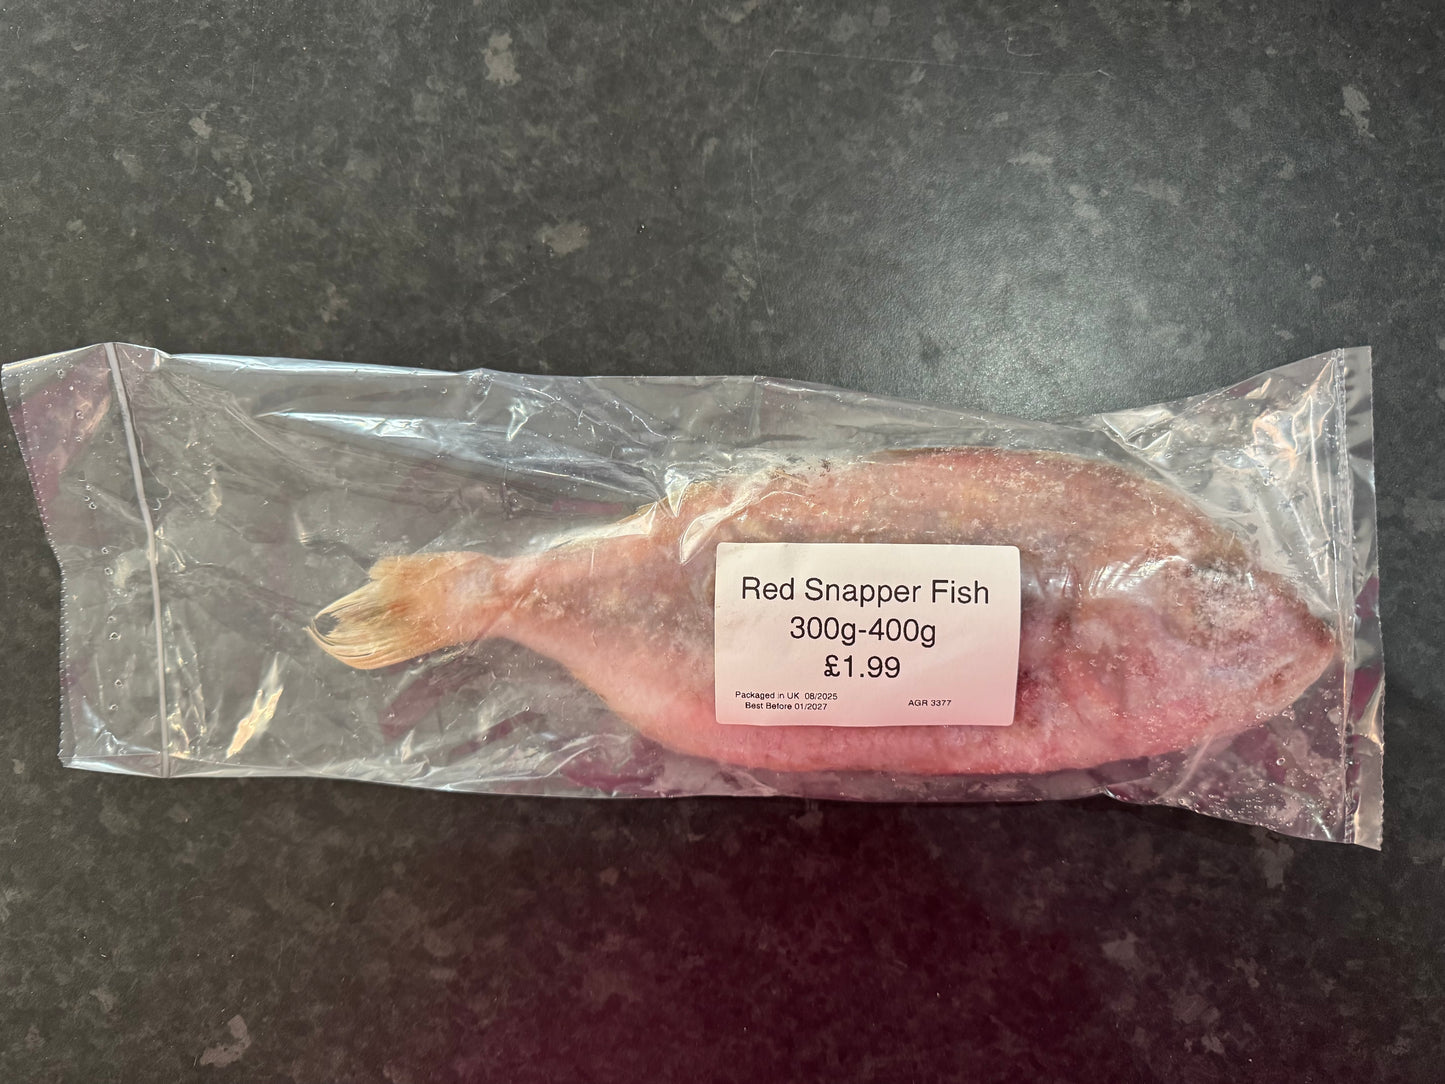 Red Snapper Fish
300g-400g
£1.99
Packaged in UK 08/2025
Best Before 01/2027
AGR 3377